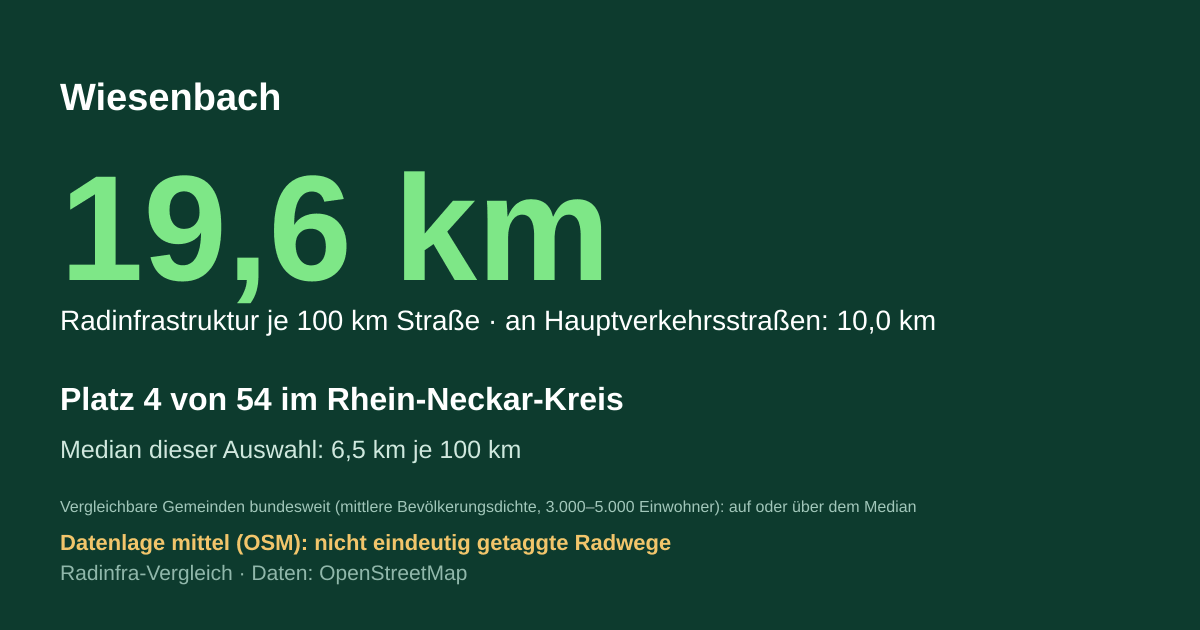 Wiesenbach
19,6 km
Radinfrastruktur je 100 km Straße · an Hauptverkehrsstraßen: 10,0 km
Platz 4 von 54 im Rhein-Neckar-Kreis
Median dieser Auswahl: 6,5 km je 100 km
Vergleichbare Gemeinden bundesweit (mittlere Bevölkerungsdichte, 3.000–5.000 Einwohner): auf oder über dem Median
Datenlage mittel (OSM): nicht eindeutig getaggte Radwege
Radinfra-Vergleich · Daten: OpenStreetMap